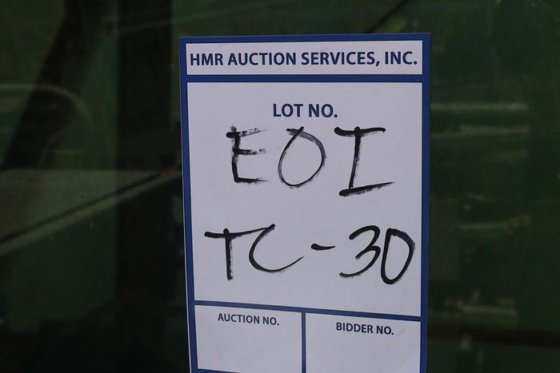 HMR AUCTION SERVICES, INC.
LOT NO.
EOI
TC-30
AUCTION NO. BIDDER NO.